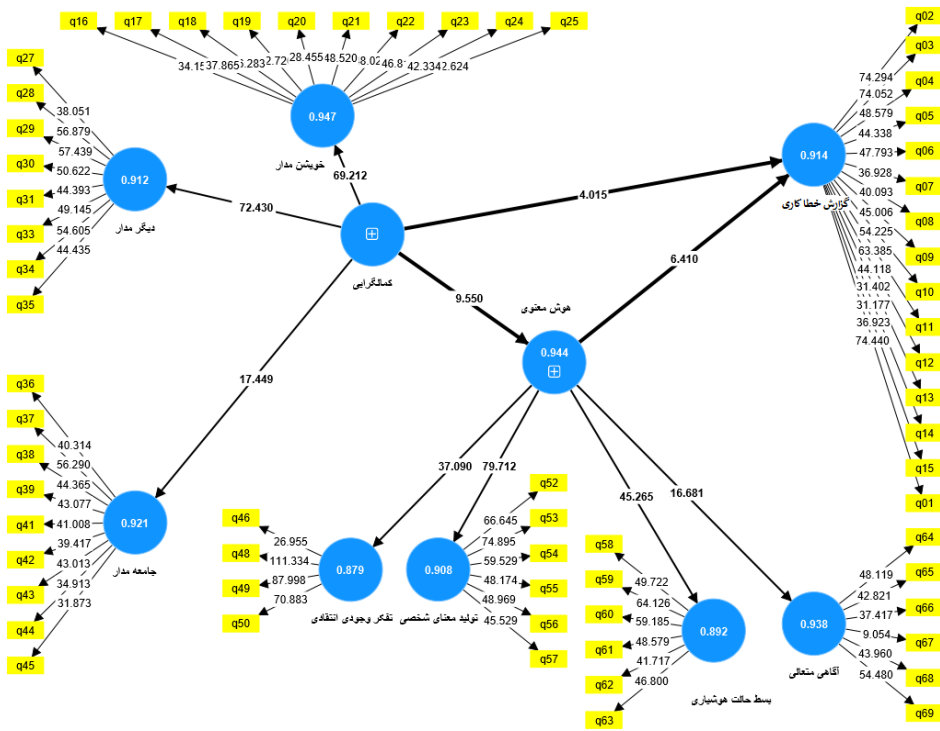 q16
q17
q18
q19
q20
q21
q22
q23
q24
q25
34.15
37.865
.283
2.72
28.455
48.520
8.02
46.8
42.334
42.624
0.947
خویشتن مدار
69.212
q27
q28
q29
q30
q31
q33
q34
q35
38.051
56.879
57.439
50.622
44.393
49.145
54.605
44.435
0.912
دیگر مدار
72.430
کمالگرایی
4.015
9.550
17.449
q02
q03
q04
q05
q06
q07
q08
q09
q10
q11
q12
q13
q14
q15
q01
74.294
74.052
48.579
44.338
47.793
36.928
40.093
45.006
54.225
63.385
44.118
31.402
31.177
36.923
74.440
0.914
گزارش خطا کاری
6.410
هوش معنوی
0.944
q36
q37
q38
q39
q41
q42
q43
q44
q45
40.314
56.290
44.365
43.077
41.008
39.417
43.013
34.913
31.873
0.921
جامعه مدار
37.090
79.712
45.265
16.681
q46
q48
q49
q50
26.955
111.334
87.998
70.883
0.879
تفکر وجودی انتقادی
q52
q53
q54
q55
q56
q57
66.645
74.895
59.529
48.174
48.969
45.529
0.908
تولید معنای شخصی
q58
q59
q60
q61
q62
q63
49.722
64.126
59.185
48.579
41.717
46.800
0.892
بسط حالت هوشیاری
q64
q65
q66
q67
q68
q69
48.119
42.821
37.417
9.054
43.960
54.480
0.938
آگاهی متعالی